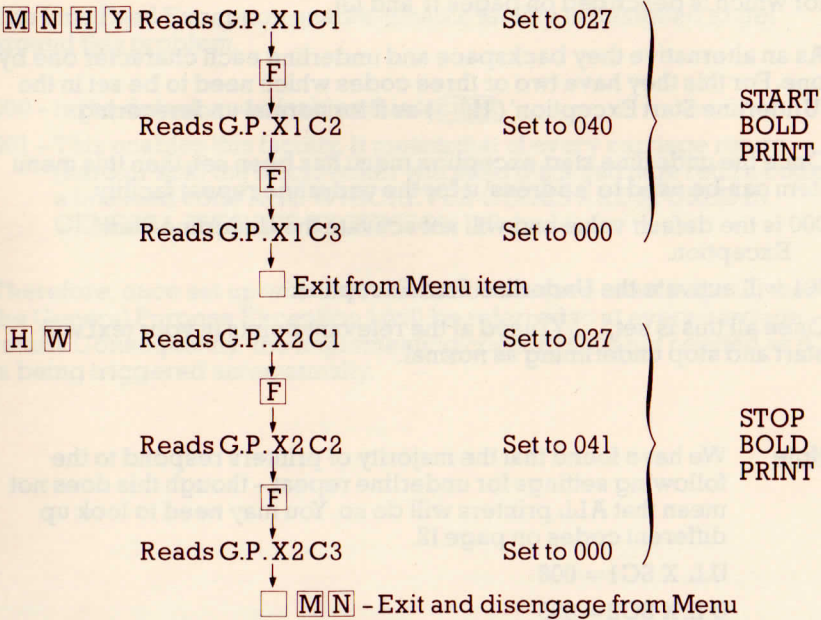 M N H Y Reads G.P. X1 C1 Set to 027
F
Reads G.P. X1 C2 Set to 040
START
BOLD
PRINT
F
Reads G.P. X1 C3 Set to 000
Exit from Menu item
H W Reads G.P. X2 C1 Set to 027
F
Reads G.P. X2 C2 Set to 041
STOP
BOLD
PRINT
F
Reads G.P. X2 C3 Set to 000
M N – Exit and disengage from Menu